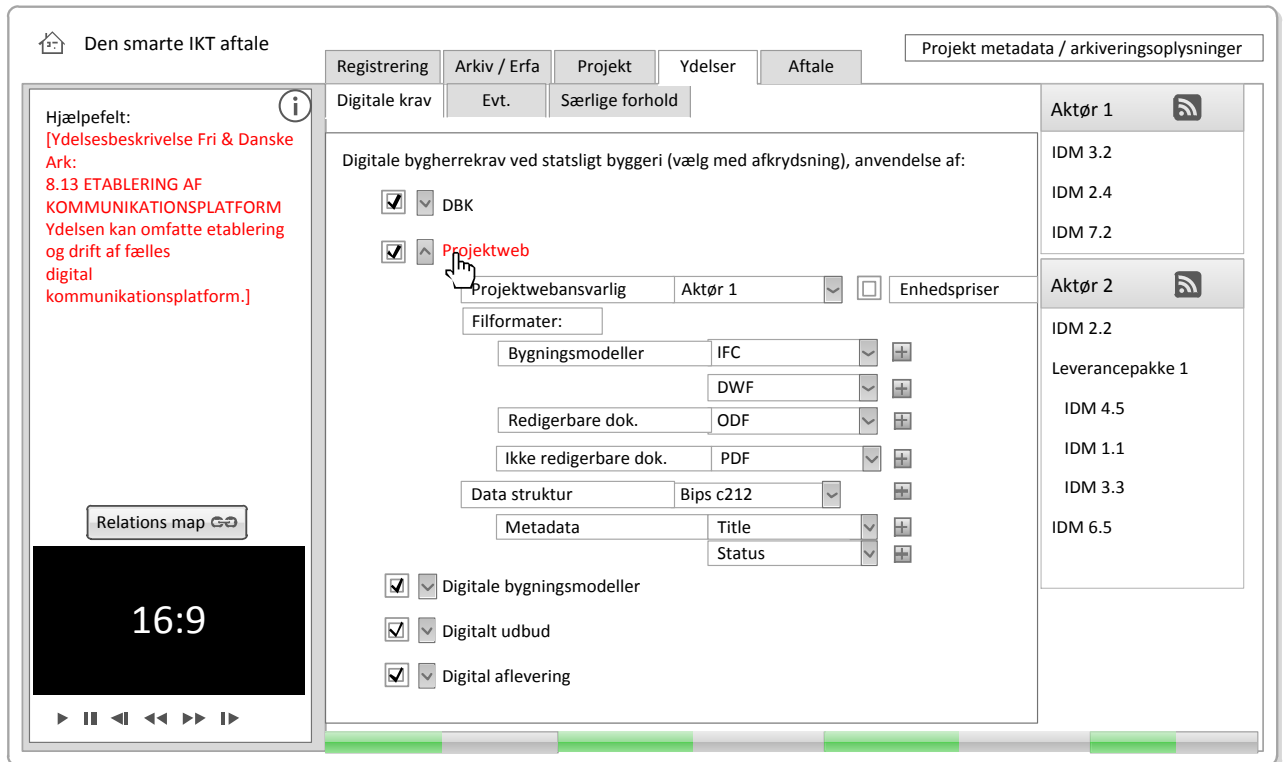 Den smarte IKT aftale
Projekt metadata / arkiveringsoplysninger
Registrering
Arkiv / Erfa
Projekt
Ydelser
Aftale
Digitale krav
Evt.
Særlige forhold
Hjælpefelt:
[Ydelsesbeskrivelse Fri & Danske
Ark:
8.13 ETABLERING AF
KOMMUNIKATIONSPLATFORM
Ydelsen kan omfatte etablering
og drift af fælles
digital
kommunikationsplatform.]
Relations map
16:9
Digitale bygherrekrav ved statsligt byggeri (vælg med afkrydsning), anvendelse af:
DBK
Projektweb
Projektwebansvarlig
Aktør 1
Enhedspriser
Filformater:
Bygningsmodeller
IFC
DWF
Redigerbare dok.
ODF
Ikke redigerbare dok.
PDF
Data struktur
Bips c212
Metadata
Title
Status
Digitale bygningsmodeller
Digitalt udbud
Digital aflevering
Aktør 1
IDM 3.2
IDM 2.4
IDM 7.2
Aktør 2
IDM 2.2
Leverancepakke 1
IDM 4.5
IDM 1.1
IDM 3.3
IDM 6.5